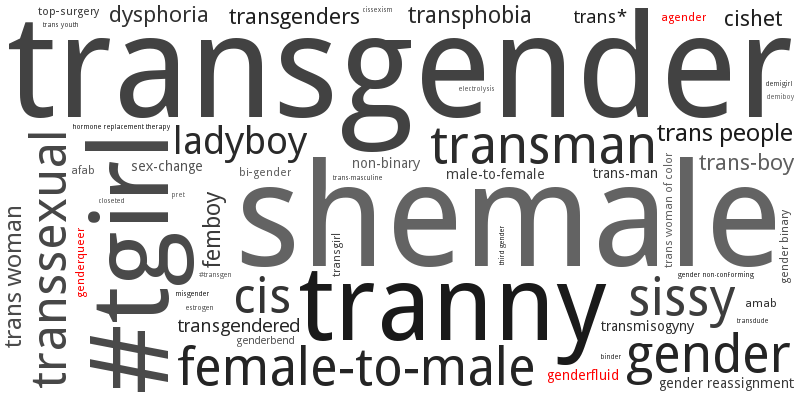 top-surgery
dysphoria
transgenders
cissexism
transphobia
trans*
agender
cishet
trans youth
transgender
electrolysis
demigirl
demiboy
hormone replacement therapy
ladyboy
transman
trans people
transsexual
afab
sex-change
bi-gender
non-binary
trans-masculine
male-to-female
trans-man
trans woman of color
trans-boy
#tgirl
closeted
pret
shemale
trans woman
genderqueer
femboy
transgirl
third gender
gender binary
#transgen
gender non-conforming
misgender
estrogen
cis
tranny
sissy
amab
transgendered
transmisogyny
transdude
genderbend
female-to-male
binder
gender
genderfluid
gender reassignment